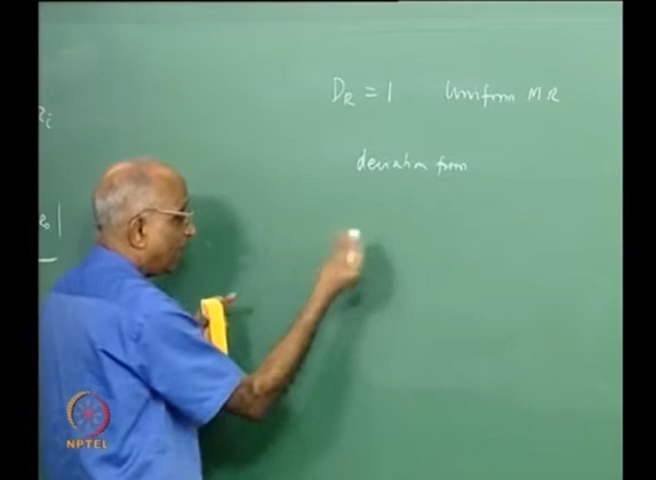 D_R = 1 Uniform MR
deviation from
NPTEL